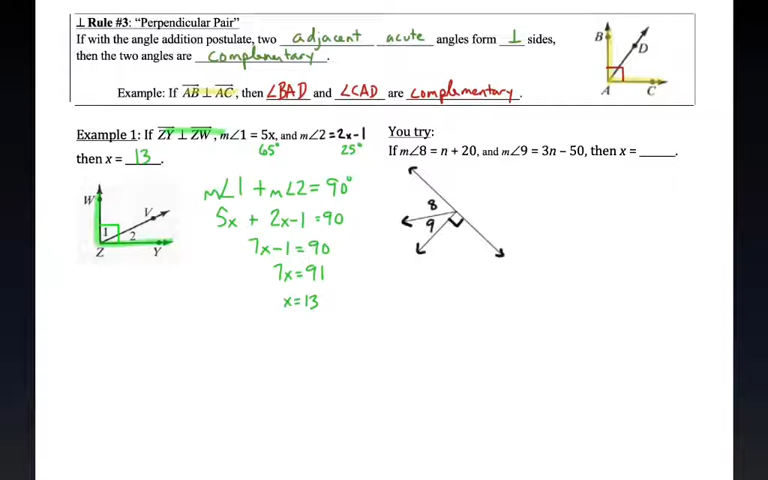 ⊥ Rule #3: "Perpendicular Pair"
If with the angle addition postulate, two adjacent acute angles form ⊥ sides,
then the two angles are complementary.
Example: If AB ⊥ AC, then ∠BAD and ∠CAD are complementary.
B
D
A
C
Example 1: If ZY ⊥ ZW, m∠1 = 5x, and m∠2 = 2x-1
65° 25°
then x = 13.
W
V
1
2
Z
Y
m∠1 + m∠2 = 90°
5x + 2x-1 = 90
7x-1 = 90
7x = 91
x = 13
You try:
If m∠8 = n + 20, and m∠9 = 3n − 50, then x = _____.
8
9